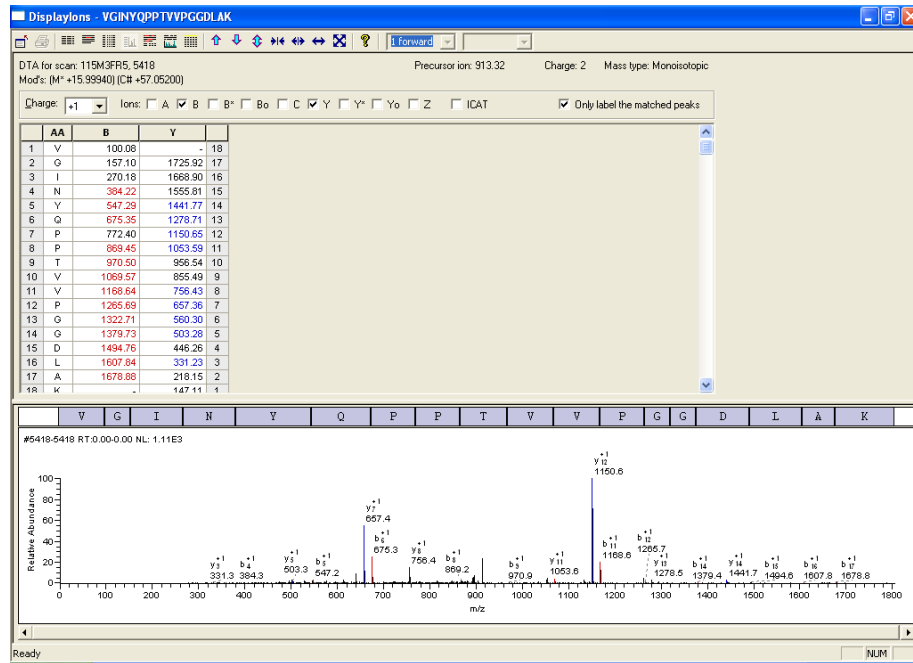 DisplayIons - VGINYQPPTVVPGGDLAK
1 forward
DTA for scan: 115M3FR5, 5418 Precursor ion: 913.32 Charge: 2 Mass type: Monoisotopic
Mod's: (M* +15.99940) (C# +57.05200)
Charge: +1 Ions: A B B* Bo C Y Y* Yo Z ICAT Only label the matched peaks
AA B Y
1 V 100.08 - 18
2 G 157.10 1725.92 17
3 I 270.18 1668.90 16
4 N 384.22 1555.81 15
5 Y 547.29 1441.77 14
6 Q 675.35 1278.71 13
7 P 772.40 1150.65 12
8 P 869.45 1053.59 11
9 T 970.50 956.54 10
10 V 1069.57 855.49 9
11 V 1168.64 756.43 8
12 P 1265.69 657.36 7
13 G 1322.71 560.30 6
14 G 1379.73 503.28 5
15 D 1494.76 446.26 4
16 L 1607.84 331.23 3
17 A 1678.88 218.15 2
18 K - 147.11 1
V G I N Y Q P P T V V P G G D L A K
#5418-5418 RT:0.00-0.00 NL: 1.11E3
Relative Abundance
100
80
60
40
20
0
y3 +1 331.3
b4 +1 384.3
y5 +1 503.3
b5 +1 547.2
y7 +1 657.4
b6 +1 675.3
y8 +1 756.4
b8 +1 869.2
b9 +1 970.9
y11 +1 1053.6
y12 +1 1150.6
b11 +1 1168.6
b12 +1 1265.7
y13 +1 1278.5
b14 +1 1379.4
y14 +1 1441.7
b15 +1 1494.6
b16 +1 1607.8
b17 +1 1678.8
0 100 200 300 400 500 600 700 800 900 1000 1100 1200 1300 1400 1500 1600 1700 1800
m/z
Ready NUM